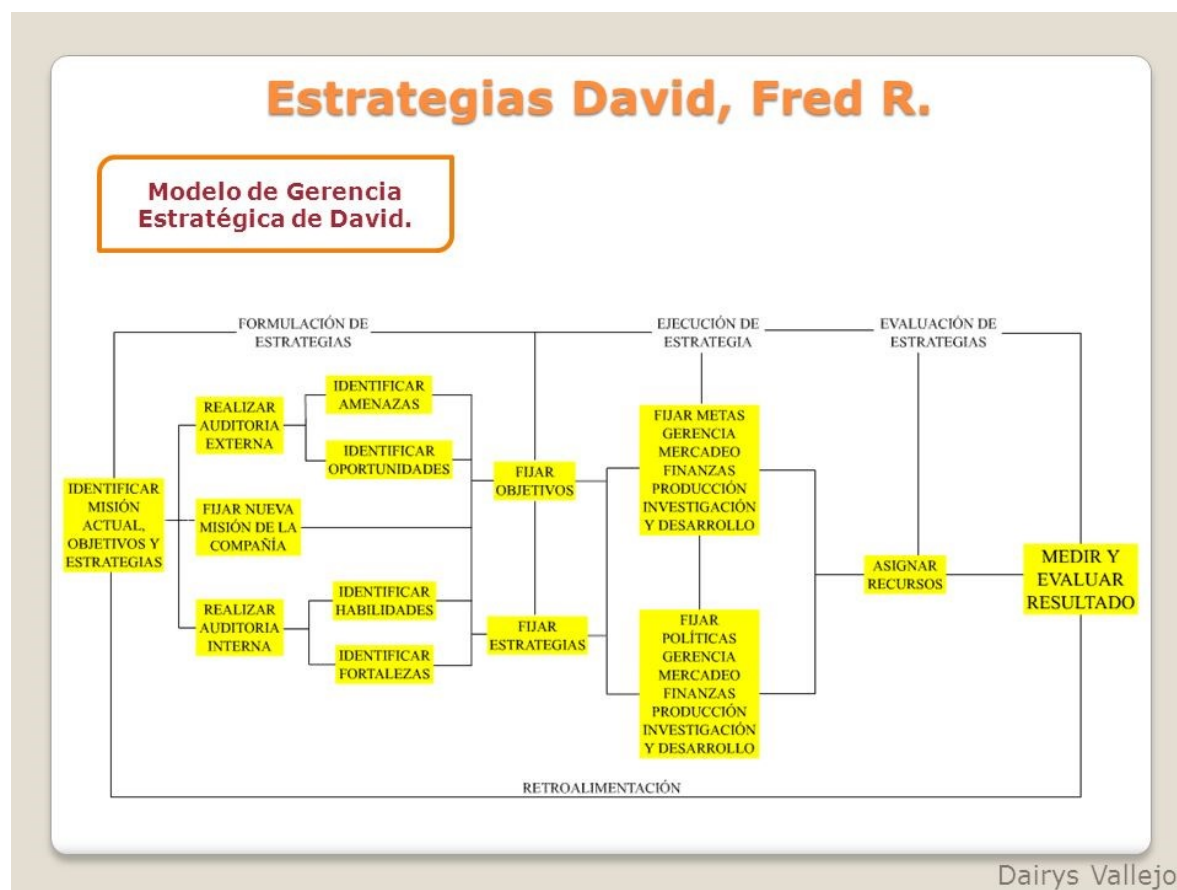 Estrategias David, Fred R.
Modelo de Gerencia
Estratégica de David.
FORMULACIÓN DE
ESTRATEGIAS
EJECUCIÓN DE
ESTRATEGIA
EVALUACIÓN DE
ESTRATEGIAS
IDENTIFICAR
MISIÓN
ACTUAL,
OBJETIVOS Y
ESTRATEGIAS
REALIZAR
AUDITORIA
EXTERNA
IDENTIFICAR
AMENAZAS
IDENTIFICAR
OPORTUNIDADES
FIJAR NUEVA
MISIÓN DE LA
COMPAÑÍA
REALIZAR
AUDITORIA
INTERNA
IDENTIFICAR
HABILIDADES
IDENTIFICAR
FORTALEZAS
FIJAR
OBJETIVOS
FIJAR
ESTRATEGIAS
FIJAR METAS
GERENCIA
MERCADEO
FINANZAS
PRODUCCIÓN
INVESTIGACIÓN
Y DESARROLLO
FIJAR
POLÍTICAS
GERENCIA
MERCADEO
FINANZAS
PRODUCCIÓN
INVESTIGACIÓN
Y DESARROLLO
ASIGNAR
RECURSOS
MEDIR Y
EVALUAR
RESULTADO
RETROALIMENTACIÓN
Dairys Vallejo